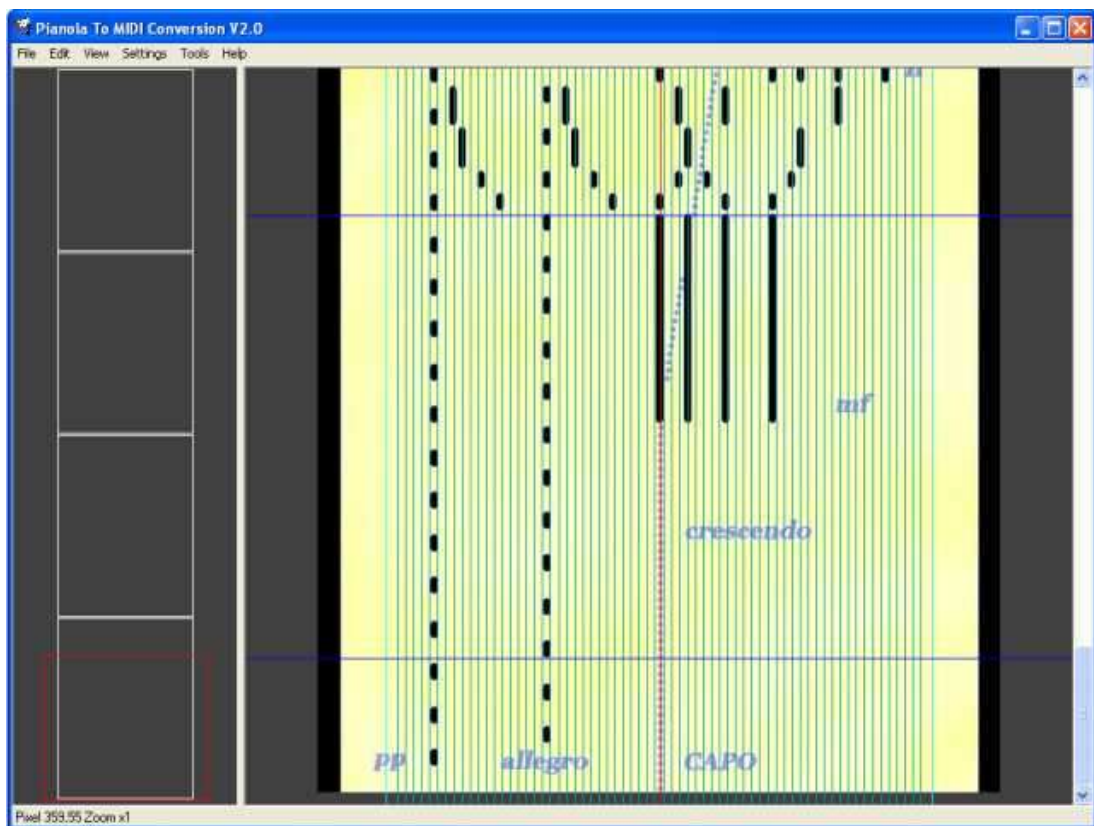 Pianola To MIDI Conversion V2.0
File Edit View Settings Tools Help
mf
crescendo
pp allegro CAPO
Pixel 359.55 Zoom x1